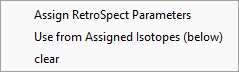 Assign RetroSpect Parameters
Use from Assigned Isotopes (below)
clear